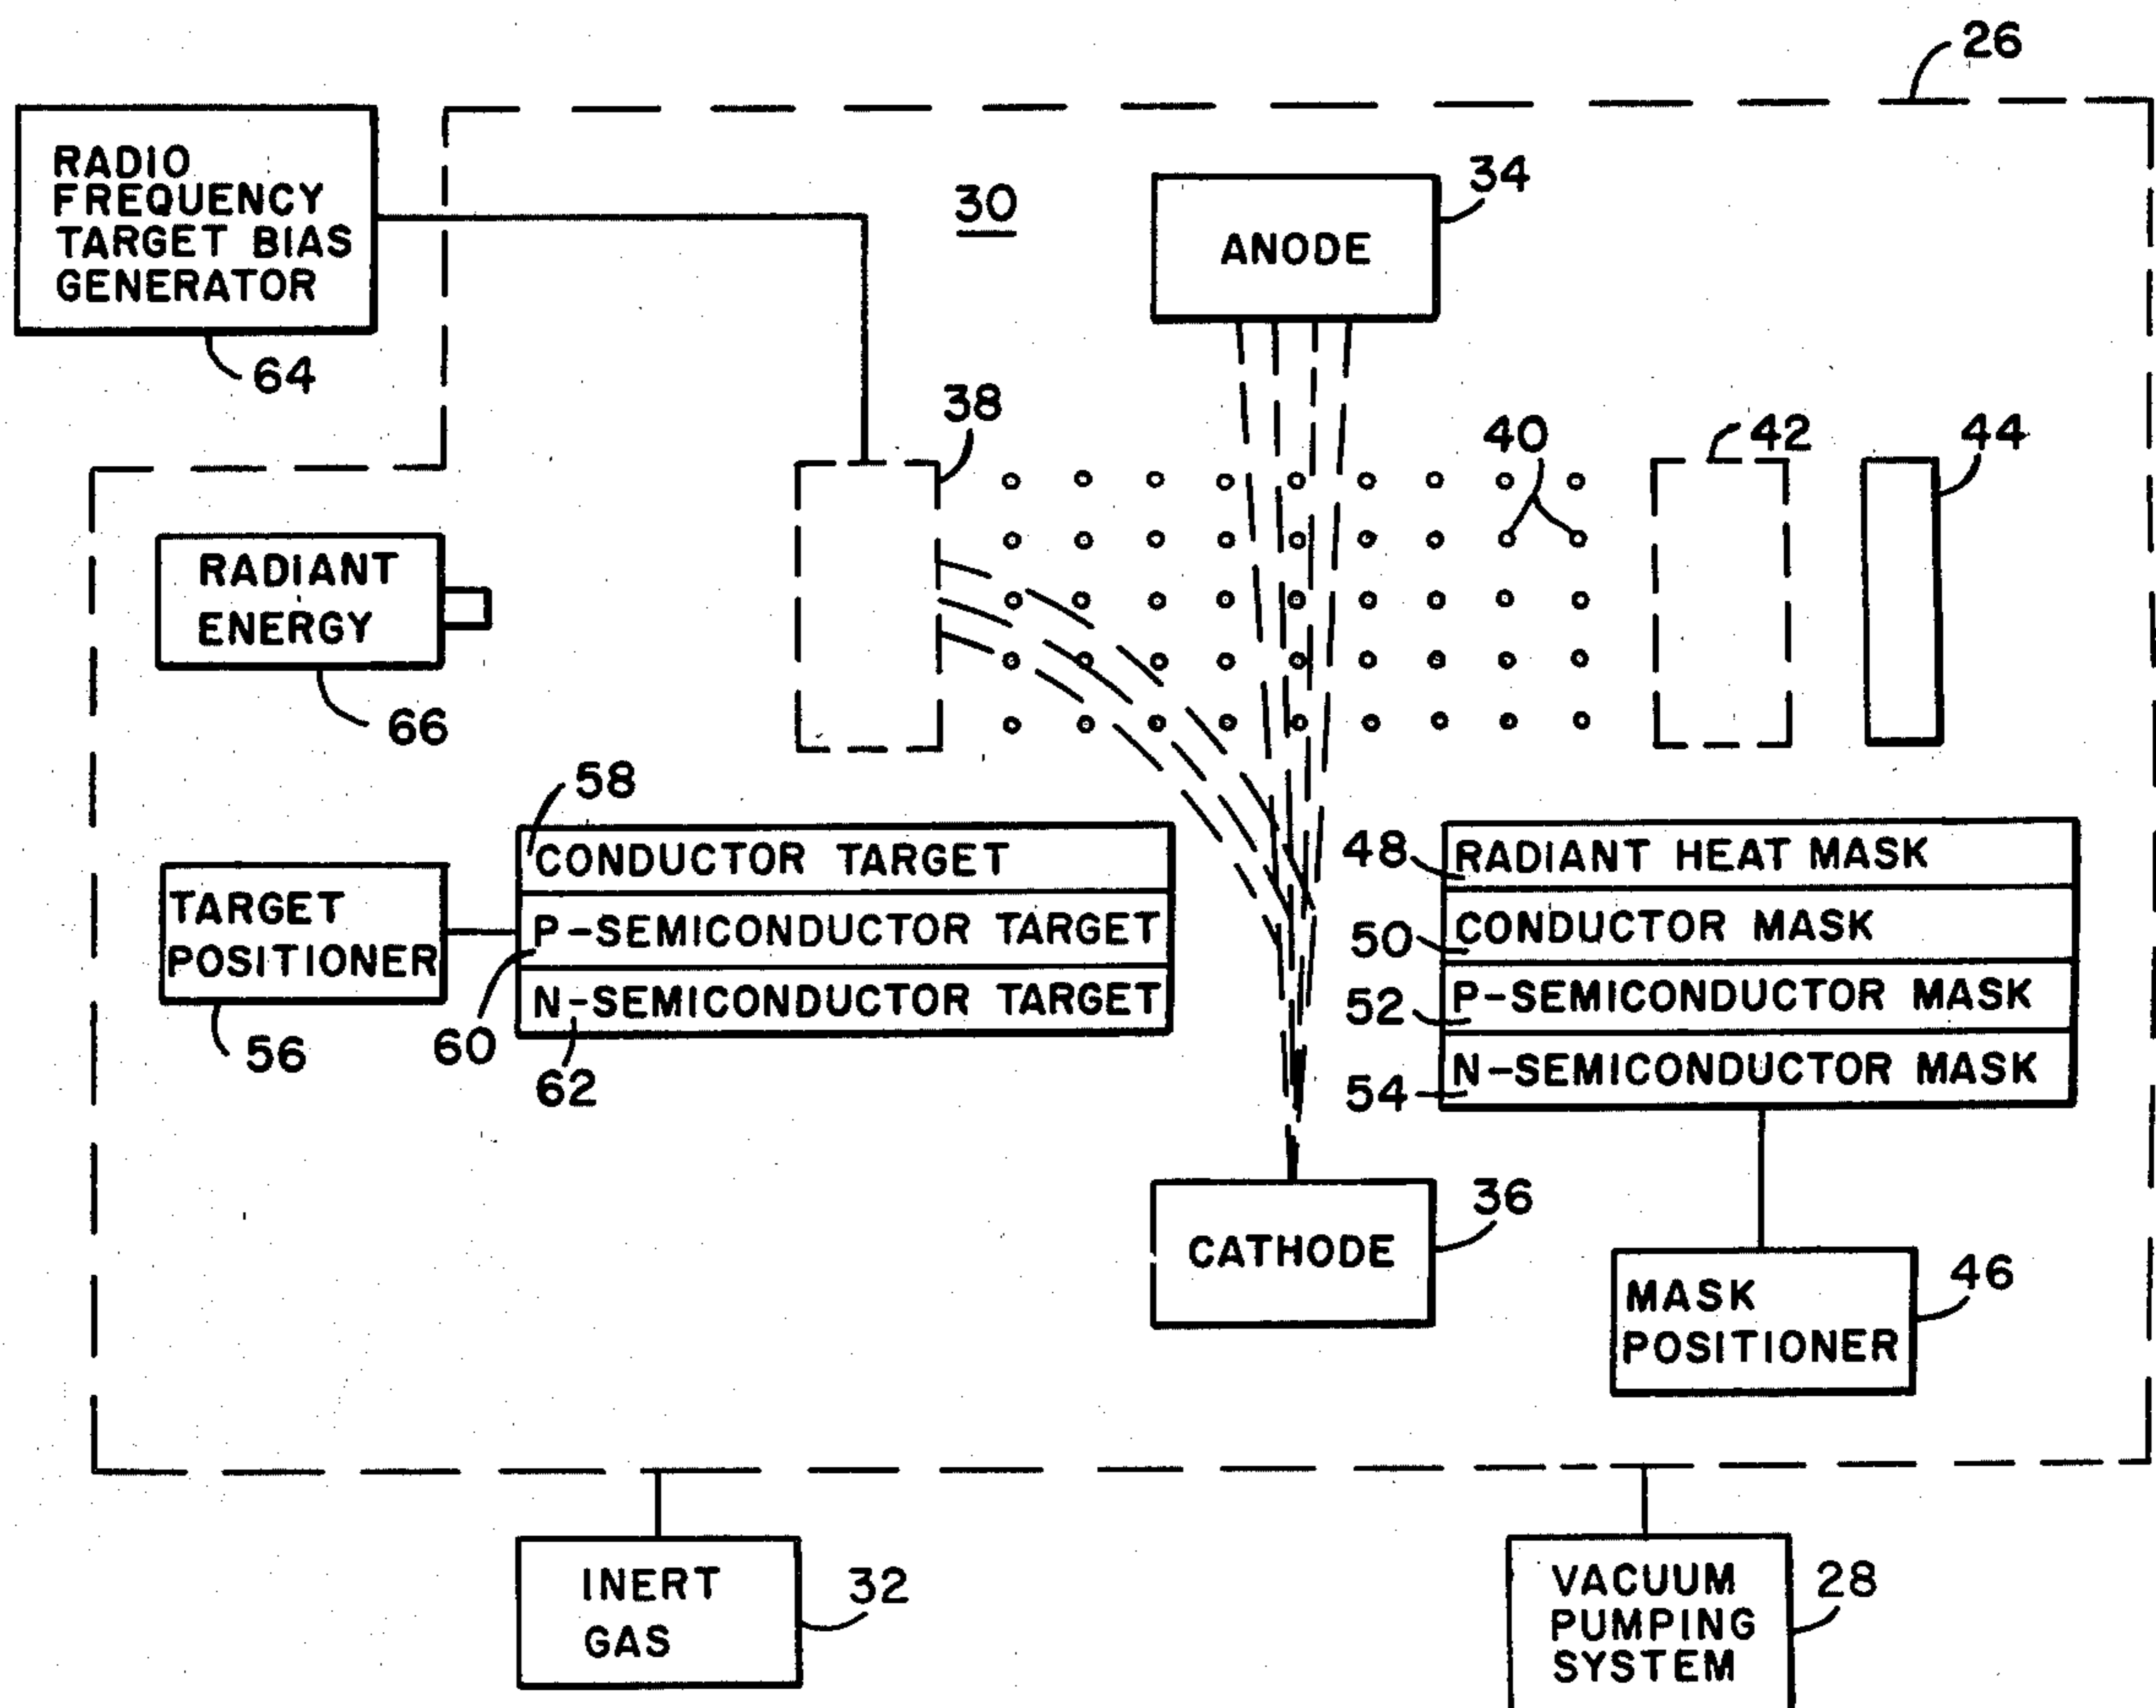 26
RADIO
FREQUENCY
TARGET BIAS
GENERATOR
64
30
ANODE
34
38
40
42
44
RADIANT
ENERGY
66
58
CONDUCTOR TARGET
P-SEMICONDUCTOR TARGET
N-SEMICONDUCTOR TARGET
TARGET
POSITIONER
56
60
62
48
RADIANT HEAT MASK
50
CONDUCTOR MASK
52
P-SEMICONDUCTOR MASK
54
N-SEMICONDUCTOR MASK
CATHODE
36
MASK
POSITIONER
46
INERT
GAS
32
VACUUM
PUMPING
SYSTEM
28